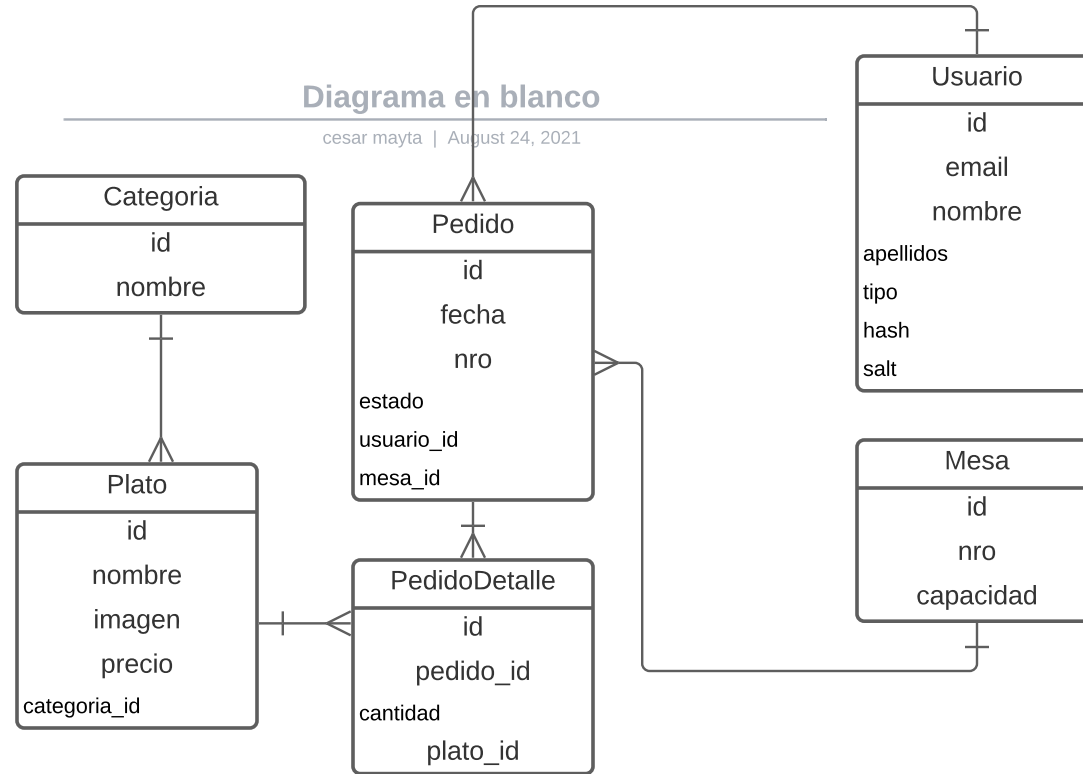 Diagrama en blanco
cesar mayta | August 24, 2021
Categoria
id
nombre
Plato
id
nombre
imagen
precio
categoria_id
Pedido
id
fecha
nro
estado
usuario_id
mesa_id
PedidoDetalle
id
pedido_id
cantidad
plato_id
Usuario
id
email
nombre
apellidos
tipo
hash
salt
Mesa
id
nro
capacidad